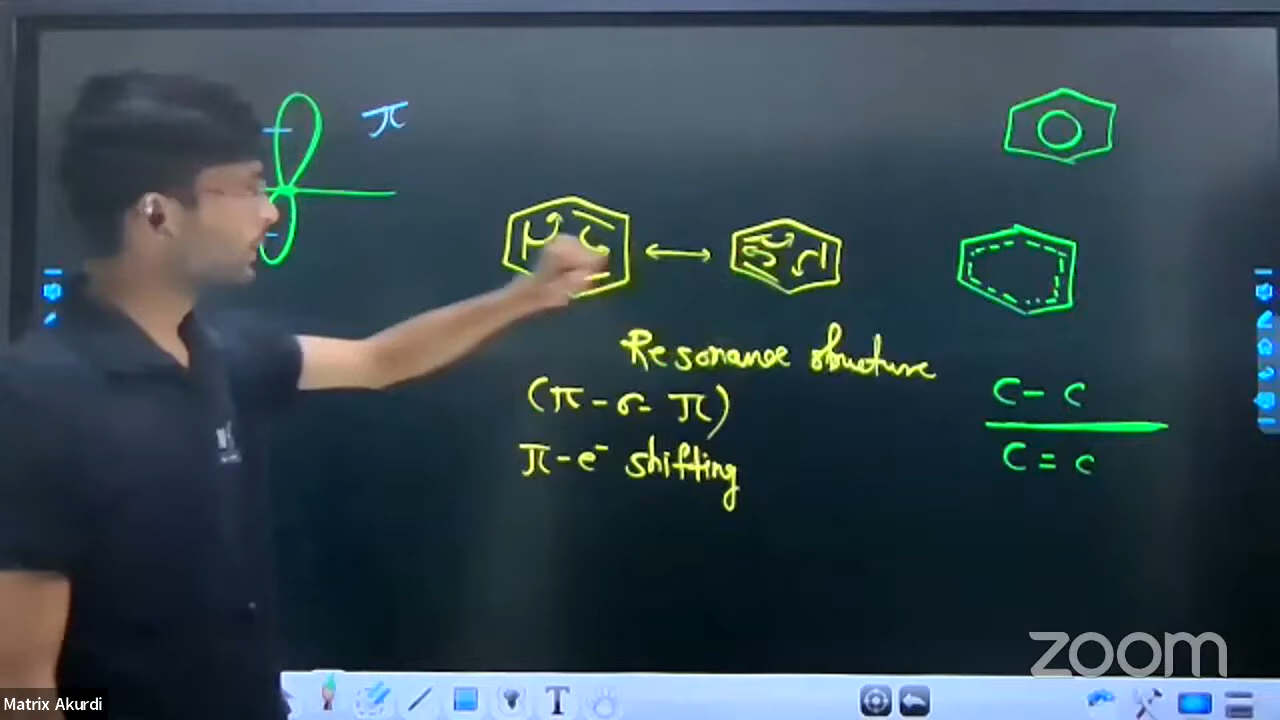 π
Resonance structure
(π - σ - π)
π - e⁻ shifting
C - C
C = C
zoom
Matrix Akurdi
T